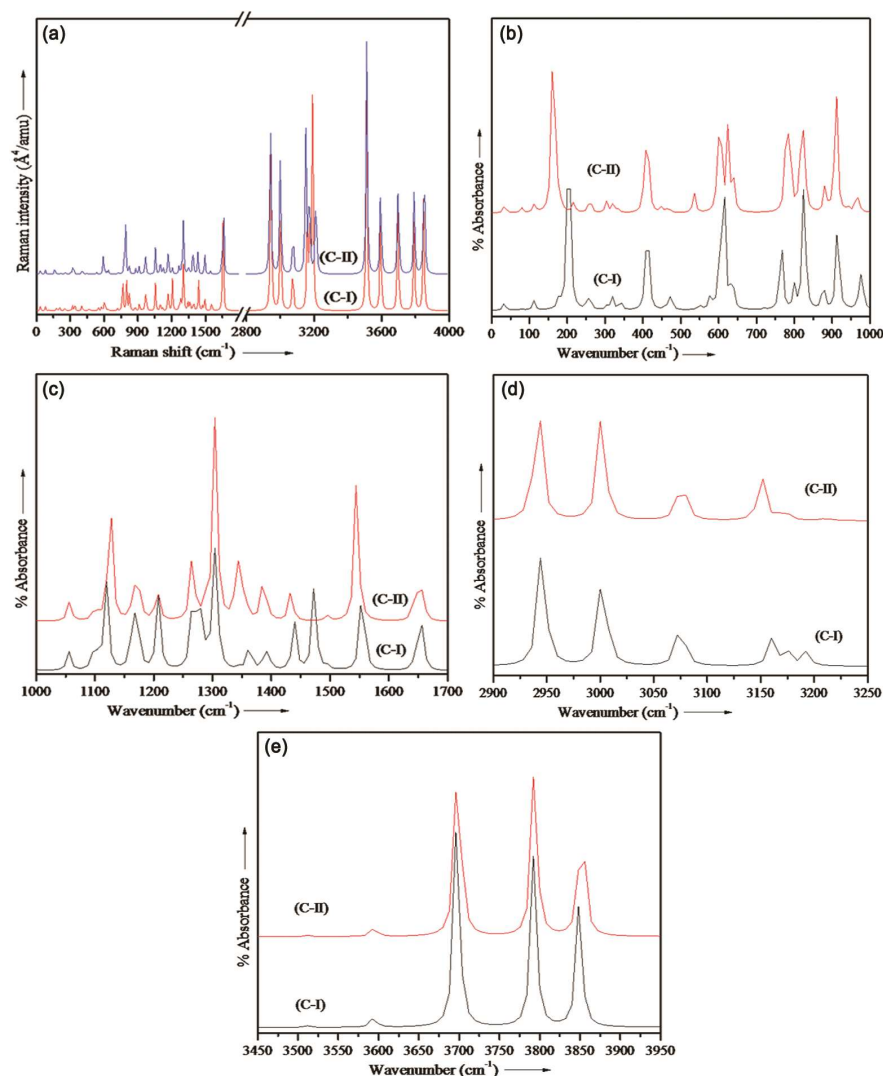 (a)
Raman intensity (Å⁴/amu)
(C-II)
(C-I)
0 300 600 900 1200 1500 2800 3200 3600 4000
Raman shift (cm⁻¹)
(b)
% Absorbance
(C-II)
(C-I)
0 100 200 300 400 500 600 700 800 900 1000
Wavenumber (cm⁻¹)
(c)
% Absorbance
(C-II)
(C-I)
1000 1100 1200 1300 1400 1500 1600 1700
Wavenumber (cm⁻¹)
(d)
% Absorbance
(C-II)
(C-I)
2900 2950 3000 3050 3100 3150 3200 3250
Wavenumber (cm⁻¹)
(e)
% Absorbance
(C-II)
(C-I)
3450 3500 3550 3600 3650 3700 3750 3800 3850 3900 3950
Wavenumber (cm⁻¹)